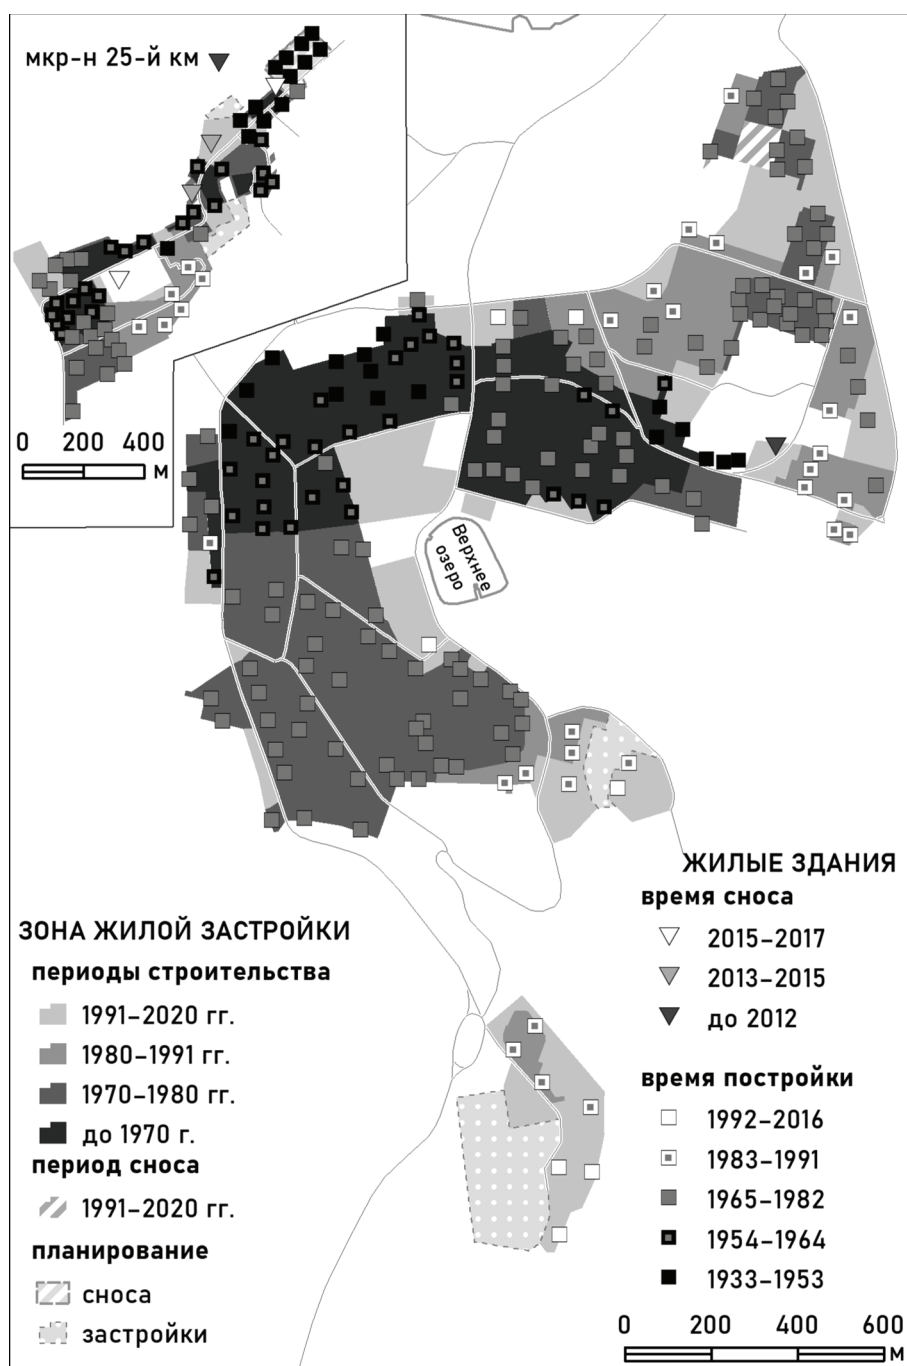 мкр-н 25-й км
0 200 400
м
Верхнее
озеро
ЖИЛЫЕ ЗДАНИЯ
время сноса
2015–2017
2013–2015
до 2012
время постройки
1992–2016
1983–1991
1965–1982
1954–1964
1933–1953
0 200 400 600
м
ЗОНА ЖИЛОЙ ЗАСТРОЙКИ
периоды строительства
1991–2020 гг.
1980–1991 гг.
1970–1980 гг.
до 1970 г.
период сноса
1991–2020 гг.
планирование
сноса
застройки